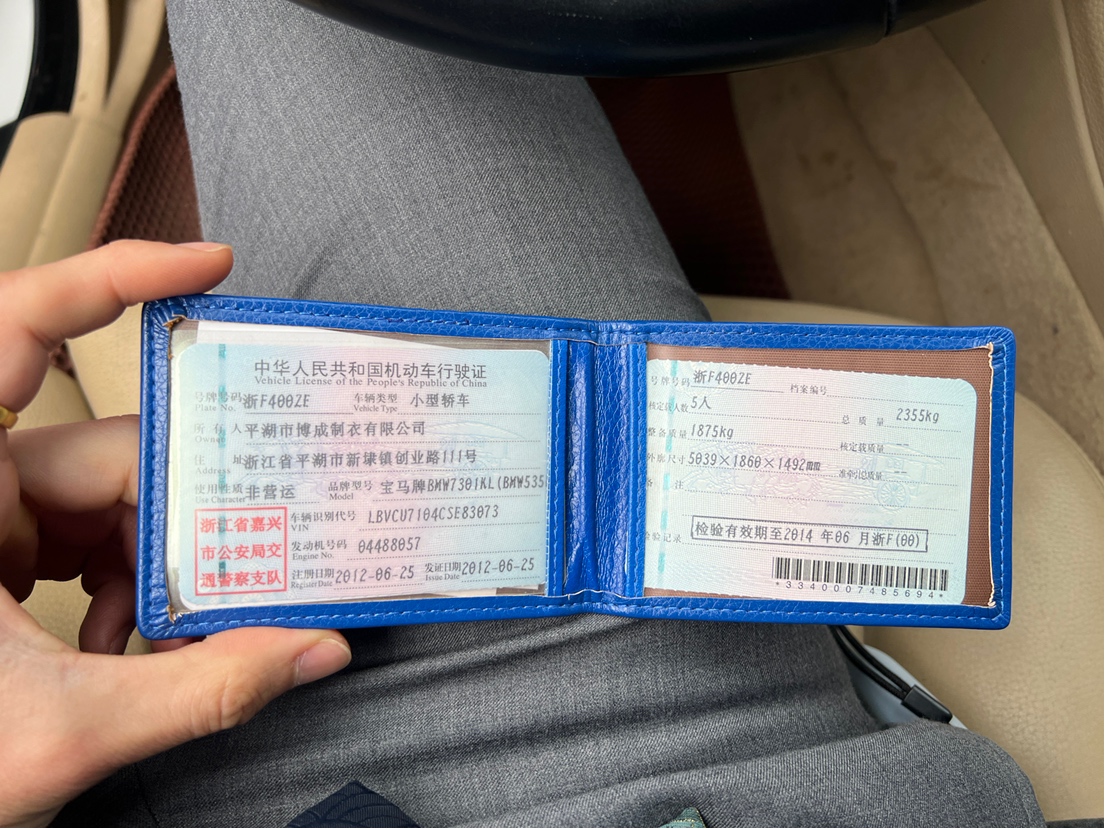 中华人民共和国机动车行驶证
Vehicle License of the People's Republic of China
号牌号码 浙F4002E 车辆类型 小型轿车
Plate No. Vehicle Type
所有人 平湖市博成制衣有限公司
Owner
住址 浙江省平湖市新埭镇创业路111号
Address
使用性质 非营运 品牌型号 宝马牌BMW7301KL(BMW535
Use Character Model
浙江省嘉兴
市公安局交
通警察支队
车辆识别代号 LBVCU7104CSE83073
VIN
发动机号码 04488057
Engine No.
注册日期 2012-06-25 发证日期 2012-06-25
Register Date Issue Date
号牌号码 浙F4002E 档案编号
核定载人数 5人 总质量 2355kg
整备质量 1875kg 核定载质量 --
外廓尺寸 5039×1860×1492mm 准牵引总质量 --
备注
检验记录 检验有效期至2014年06月浙F(00)
*3340007485694*